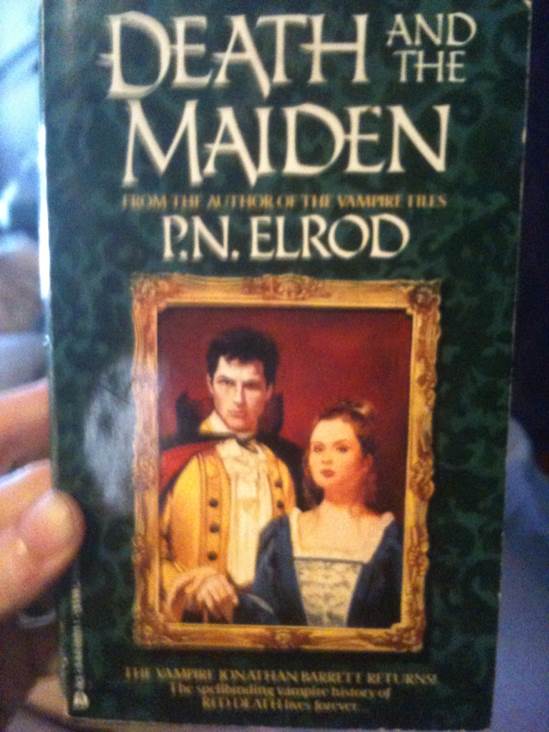 DEATH AND THE
MAIDEN
FROM THE AUTHOR OF THE VAMPIRE FILES
P.N. ELROD
THE VAMPIRE JONATHAN BARRETT RETURNS!
The spellbinding vampire history of
RED DEATH lives forever...